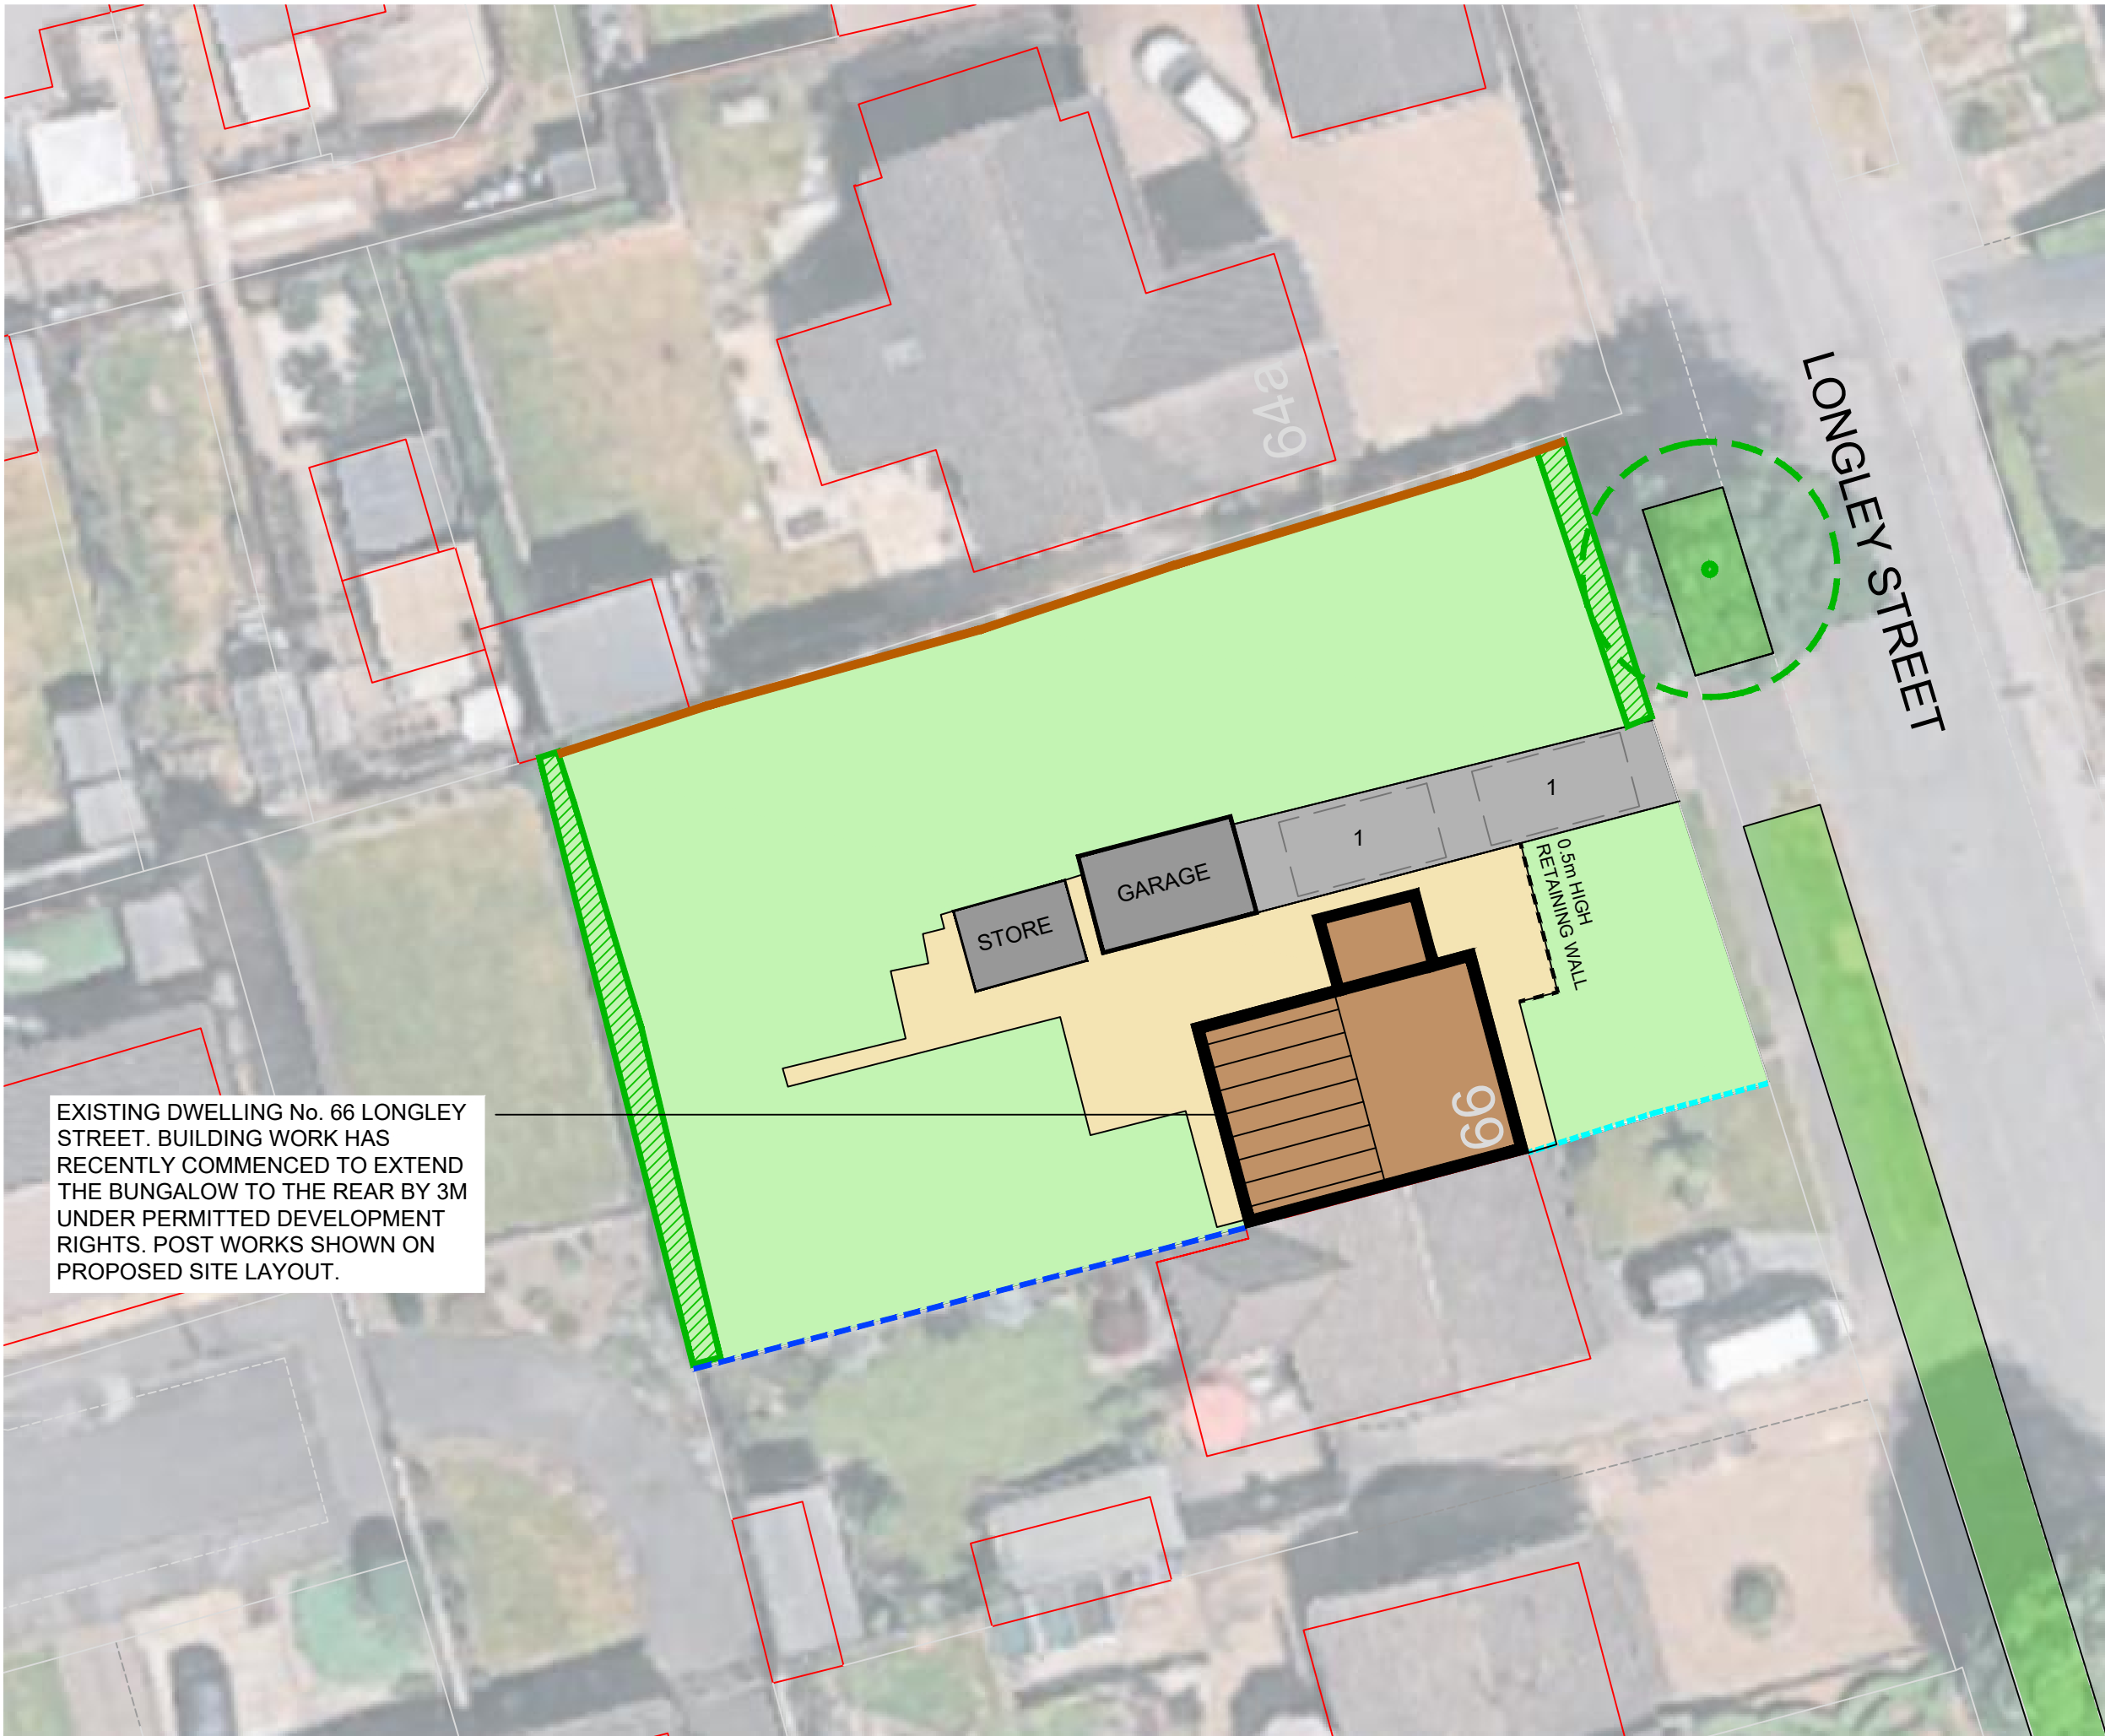 LONGLEY STREET
64a
1
1
GARAGE
STORE
0.5m HIGH
RETAINING WALL
66
EXISTING DWELLING No. 66 LONGLEY
STREET. BUILDING WORK HAS
RECENTLY COMMENCED TO EXTEND
THE BUNGALOW TO THE REAR BY 3M
UNDER PERMITTED DEVELOPMENT
RIGHTS. POST WORKS SHOWN ON
PROPOSED SITE LAYOUT.